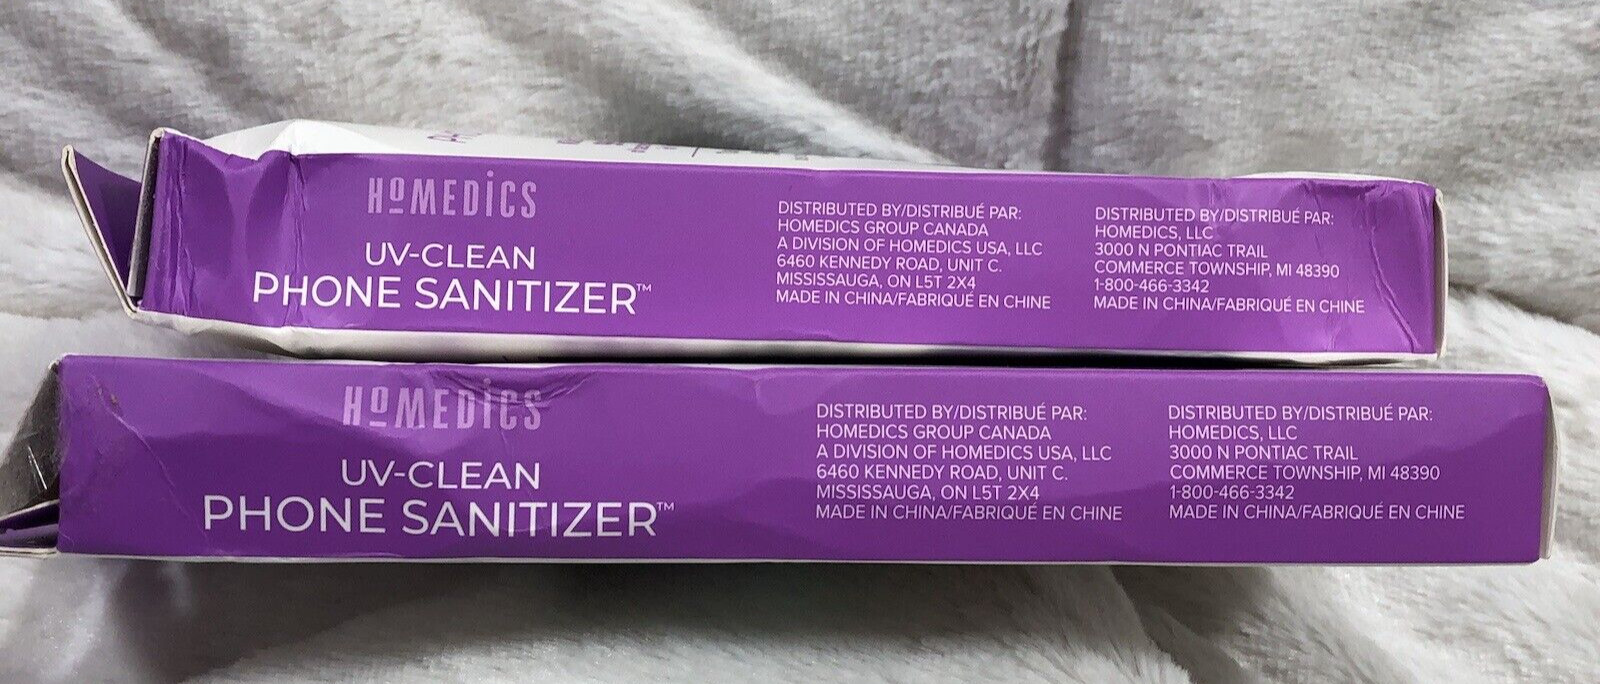 HOMEDICS
UV-CLEAN
PHONE SANITIZER™
DISTRIBUTED BY/DISTRIBUÉ PAR:
HOMEDICS GROUP CANADA
A DIVISION OF HOMEDICS USA, LLC
6460 KENNEDY ROAD, UNIT C.
MISSISSAUGA, ON L5T 2X4
MADE IN CHINA/FABRIQUÉ EN CHINE
DISTRIBUTED BY/DISTRIBUÉ PAR:
HOMEDICS, LLC
3000 N PONTIAC TRAIL
COMMERCE TOWNSHIP, MI 48390
1-800-466-3342
MADE IN CHINA/FABRIQUÉ EN CHINE
HOMEDICS
UV-CLEAN
PHONE SANITIZER™
DISTRIBUTED BY/DISTRIBUÉ PAR:
HOMEDICS GROUP CANADA
A DIVISION OF HOMEDICS USA, LLC
6460 KENNEDY ROAD, UNIT C.
MISSISSAUGA, ON L5T 2X4
MADE IN CHINA/FABRIQUÉ EN CHINE
DISTRIBUTED BY/DISTRIBUÉ PAR:
HOMEDICS, LLC
3000 N PONTIAC TRAIL
COMMERCE TOWNSHIP, MI 48390
1-800-466-3342
MADE IN CHINA/FABRIQUÉ EN CHINE